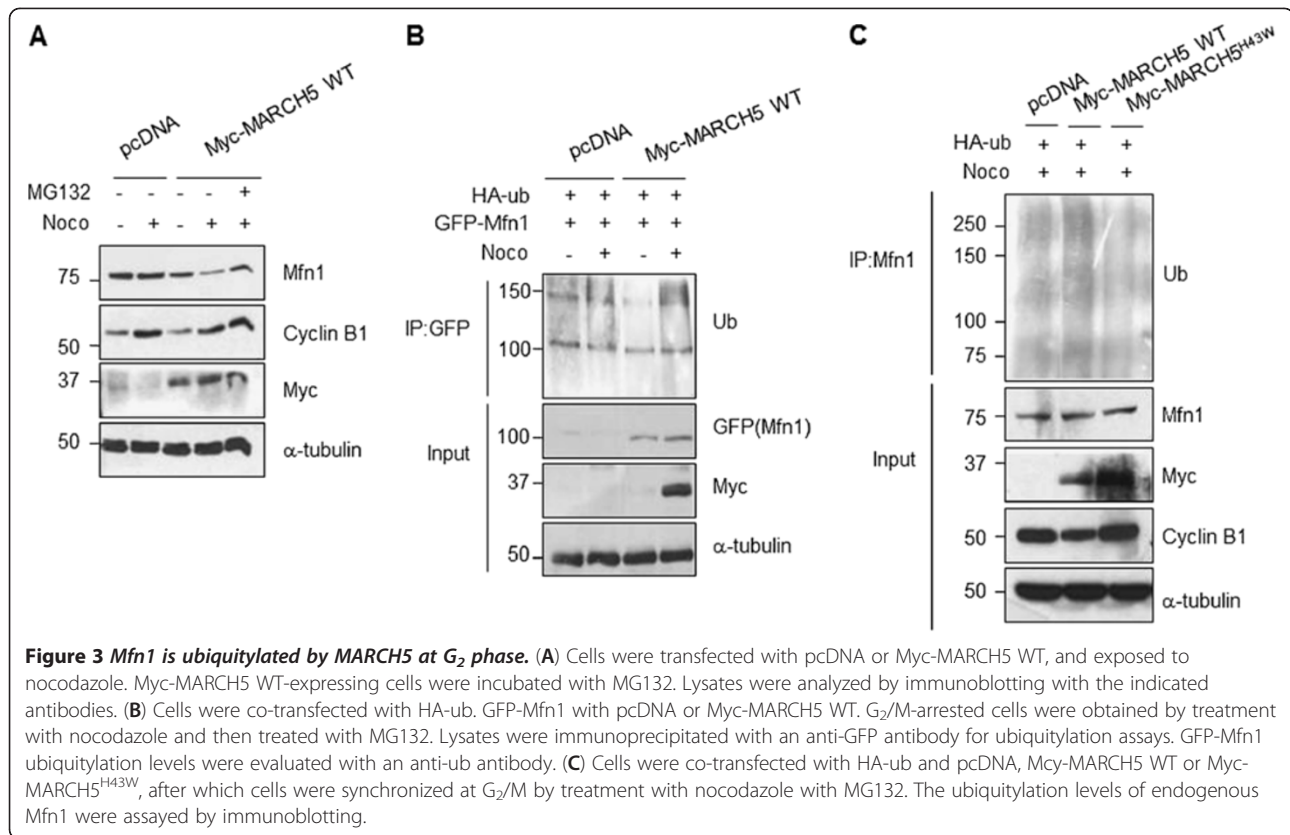 A
pcDNA
Myc-MARCH5 WT
MG132 - - - - +
Noco - + - + +
75
Mfn1
50
Cyclin B1
37
Myc
50
α-tubulin
B
pcDNA
Myc-MARCH5 WT
HA-ub + + + +
GFP-Mfn1 + + + +
Noco - + - +
IP:GFP
150
100
Ub
Input
100
GFP(Mfn1)
37
Myc
50
α-tubulin
C
pcDNA
Myc-MARCH5 WT
Myc-MARCH5H43W
HA-ub + + +
Noco + + +
IP:Mfn1
250
150
100
75
Ub
Input
75
Mfn1
37
Myc
50
Cyclin B1
50
α-tubulin
Figure 3 Mfn1 is ubiquitylated by MARCH5 at G2 phase. (A) Cells were transfected with pcDNA or Myc-MARCH5 WT, and exposed to
nocodazole. Myc-MARCH5 WT-expressing cells were incubated with MG132. Lysates were analyzed by immunoblotting with the indicated
antibodies. (B) Cells were co-transfected with HA-ub. GFP-Mfn1 with pcDNA or Myc-MARCH5 WT. G2/M-arrested cells were obtained by treatment
with nocodazole and then treated with MG132. Lysates were immunoprecipitated with an anti-GFP antibody for ubiquitylation assays. GFP-Mfn1
ubiquitylation levels were evaluated with an anti-ub antibody. (C) Cells were co-transfected with HA-ub and pcDNA, Mcy-MARCH5 WT or Myc-
MARCH5H43W, after which cells were synchronized at G2/M by treatment with nocodazole with MG132. The ubiquitylation levels of endogenous
Mfn1 were assayed by immunoblotting.